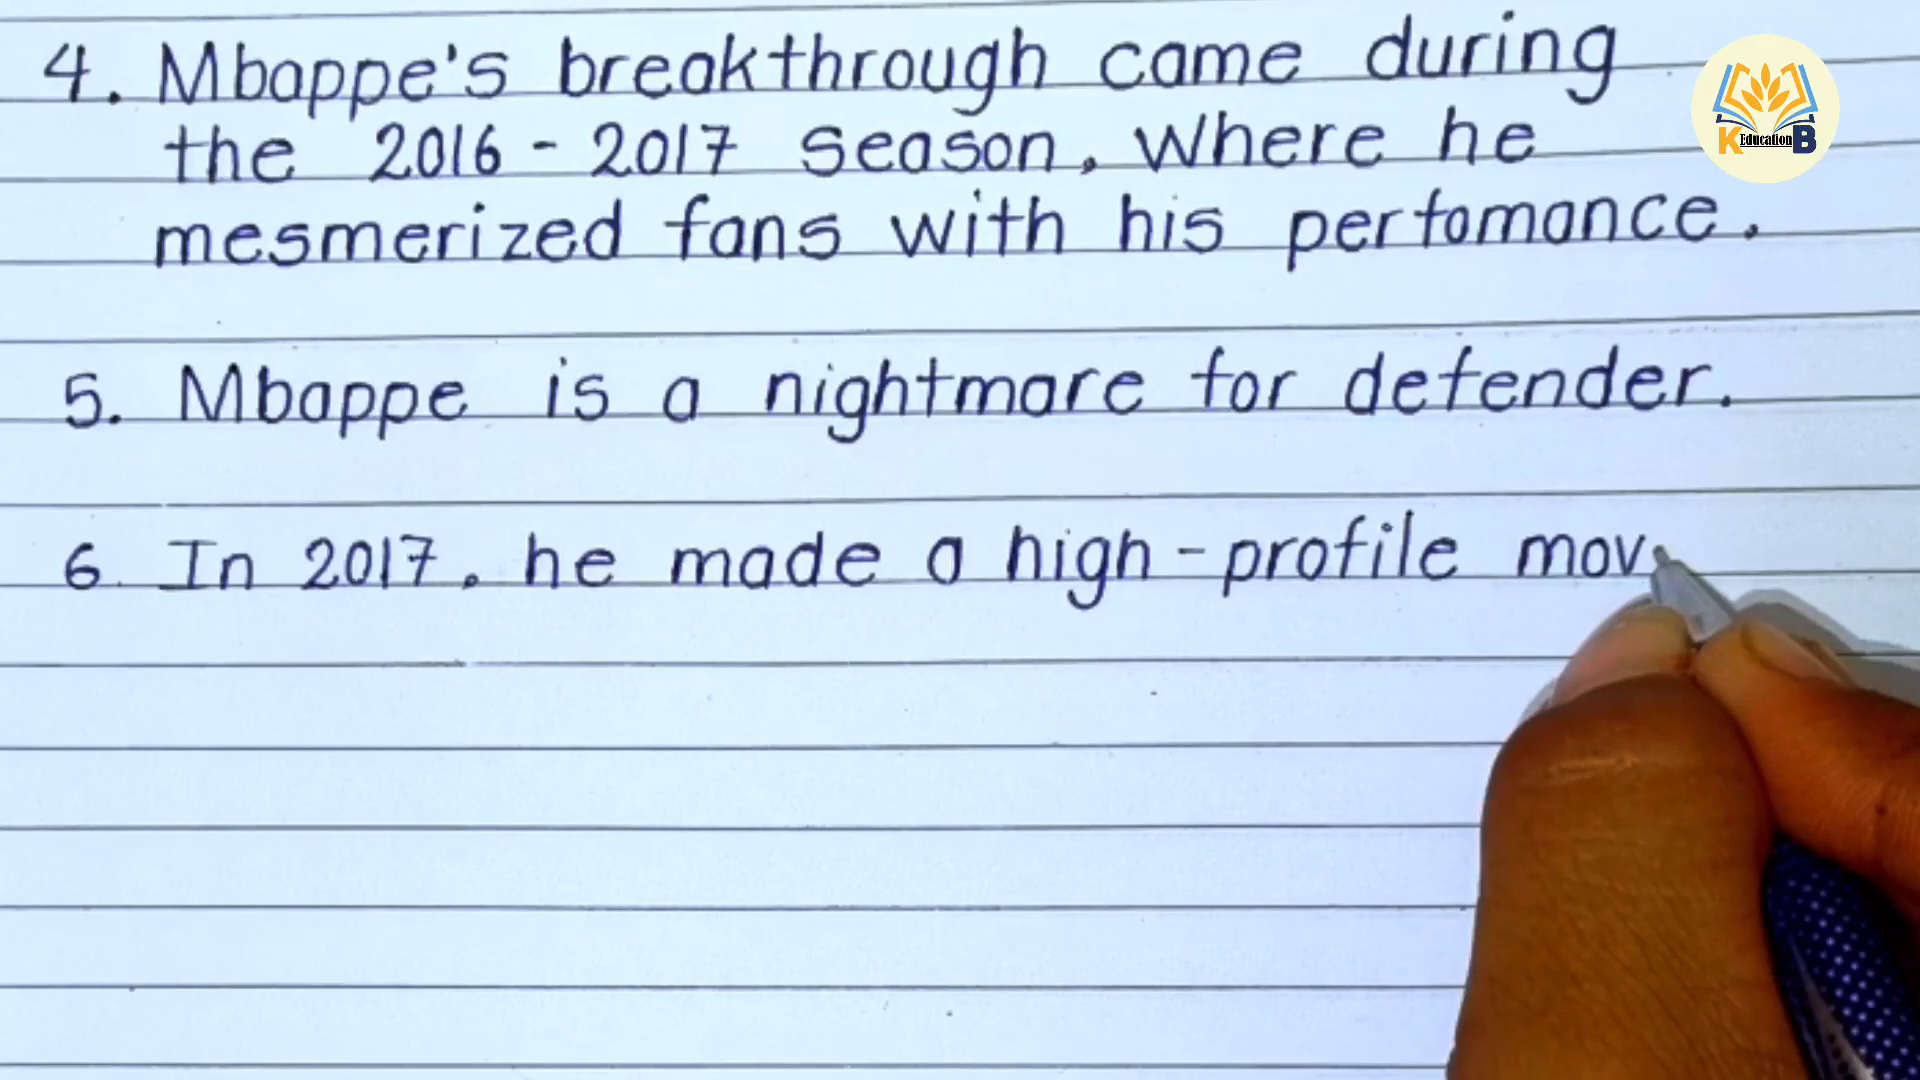 4. Mbappe's breakthrough came during
the 2016 - 2017 season, Where he
mesmerized fans with his perfomance.
5. Mbappe is a nightmare for defender.
6. In 2017, he made a high - profile mov
K Education B